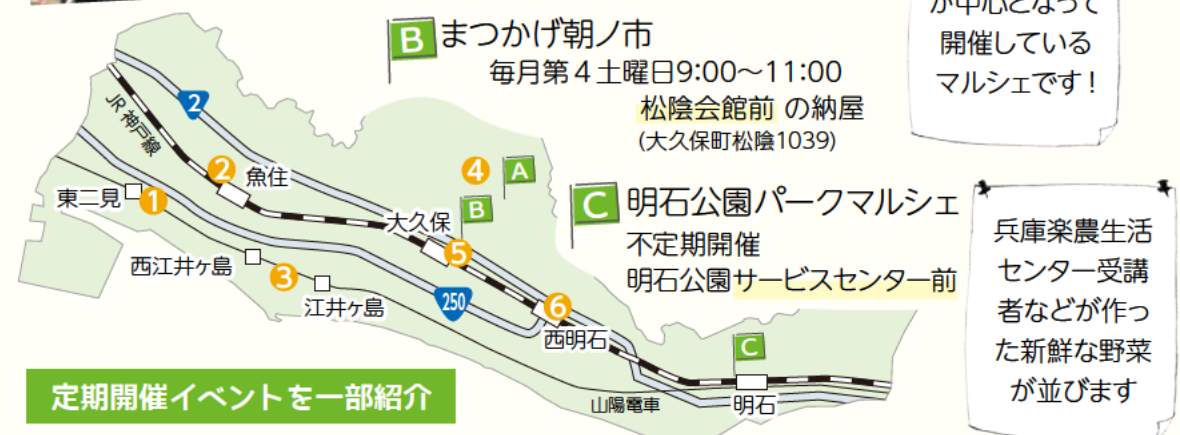 が中心となって
開催している
マルシェです！
B まつかげ朝ノ市
毎月第4土曜日9:00～11:00
松陰会館前 の納屋
(大久保町松陰1039)
C 明石公園パークマルシェ
不定期開催
明石公園サービスセンター前
兵庫楽農生活
センター受講
者などが作っ
た新鮮な野菜
が並びます
2
JR神戸線
2
魚住
東二見
1
4
A
B
大久保
5
西江井ヶ島
3
江井ヶ島
250
6
西明石
C
山陽電車
明石
定期開催イベントを一部紹介